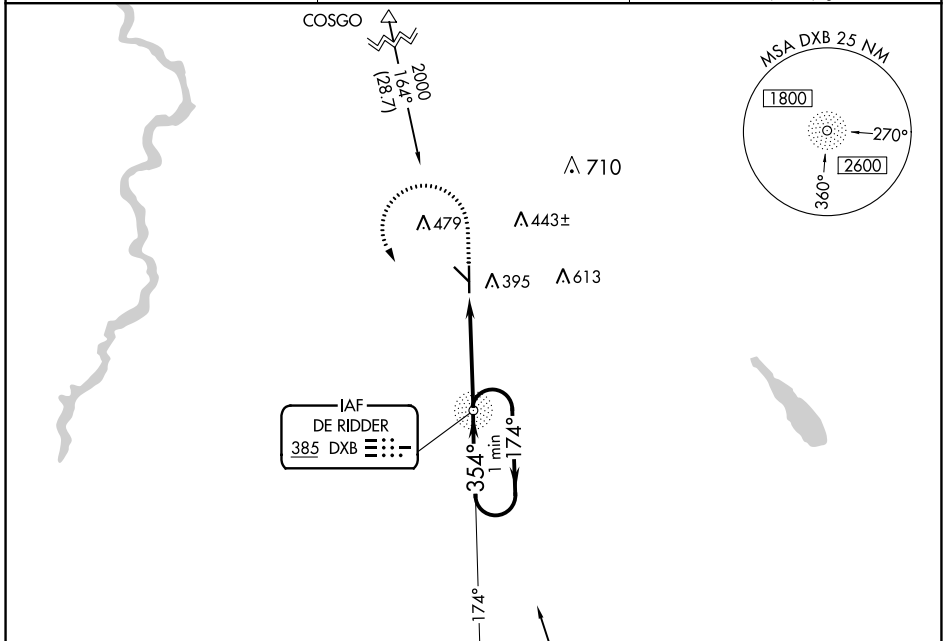 COSGO
2000
164°
(28.7)
MSA DXB 25 NM
1800
270°
2600
360°
710
479
443±
395
613
IAF
DE RIDDER
385 DXB
354°
1 min
174°
174°